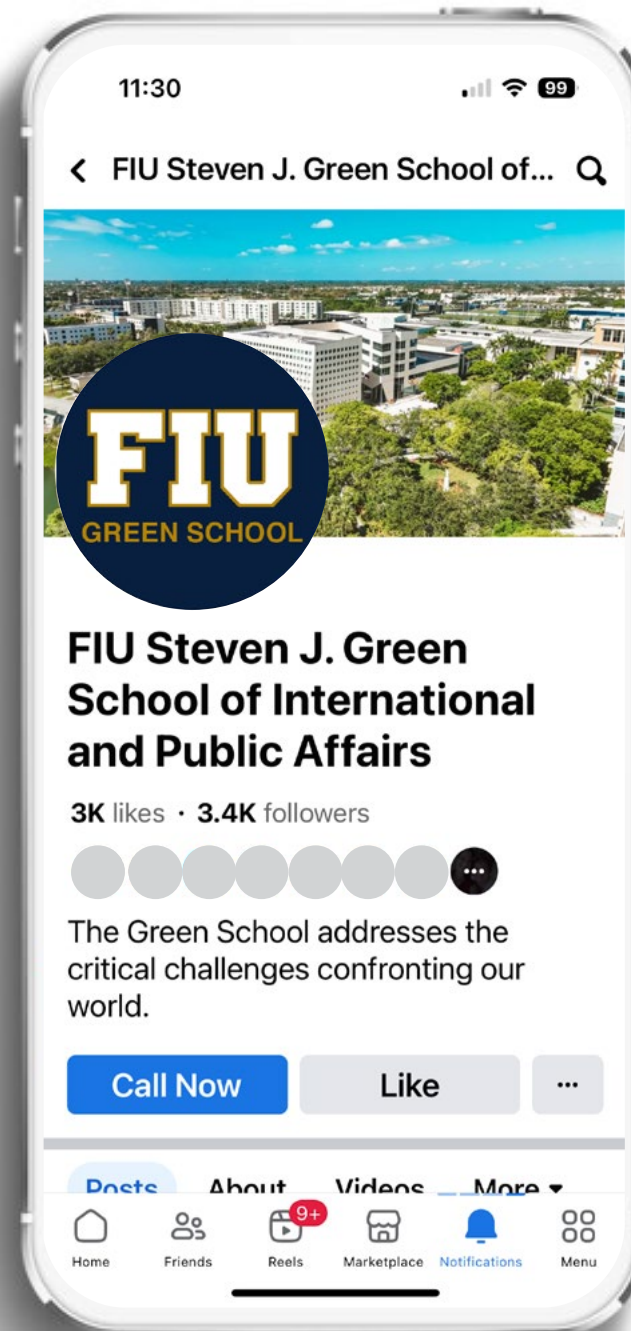 11:30
99
FIU Steven J. Green School of...
FIU
GREEN SCHOOL
FIU Steven J. Green
School of International
and Public Affairs
3K likes · 3.4K followers
The Green School addresses the
critical challenges confronting our
world.
Call Now Like
Posts About Videos More
9+
Home Friends Reels Marketplace Notifications Menu